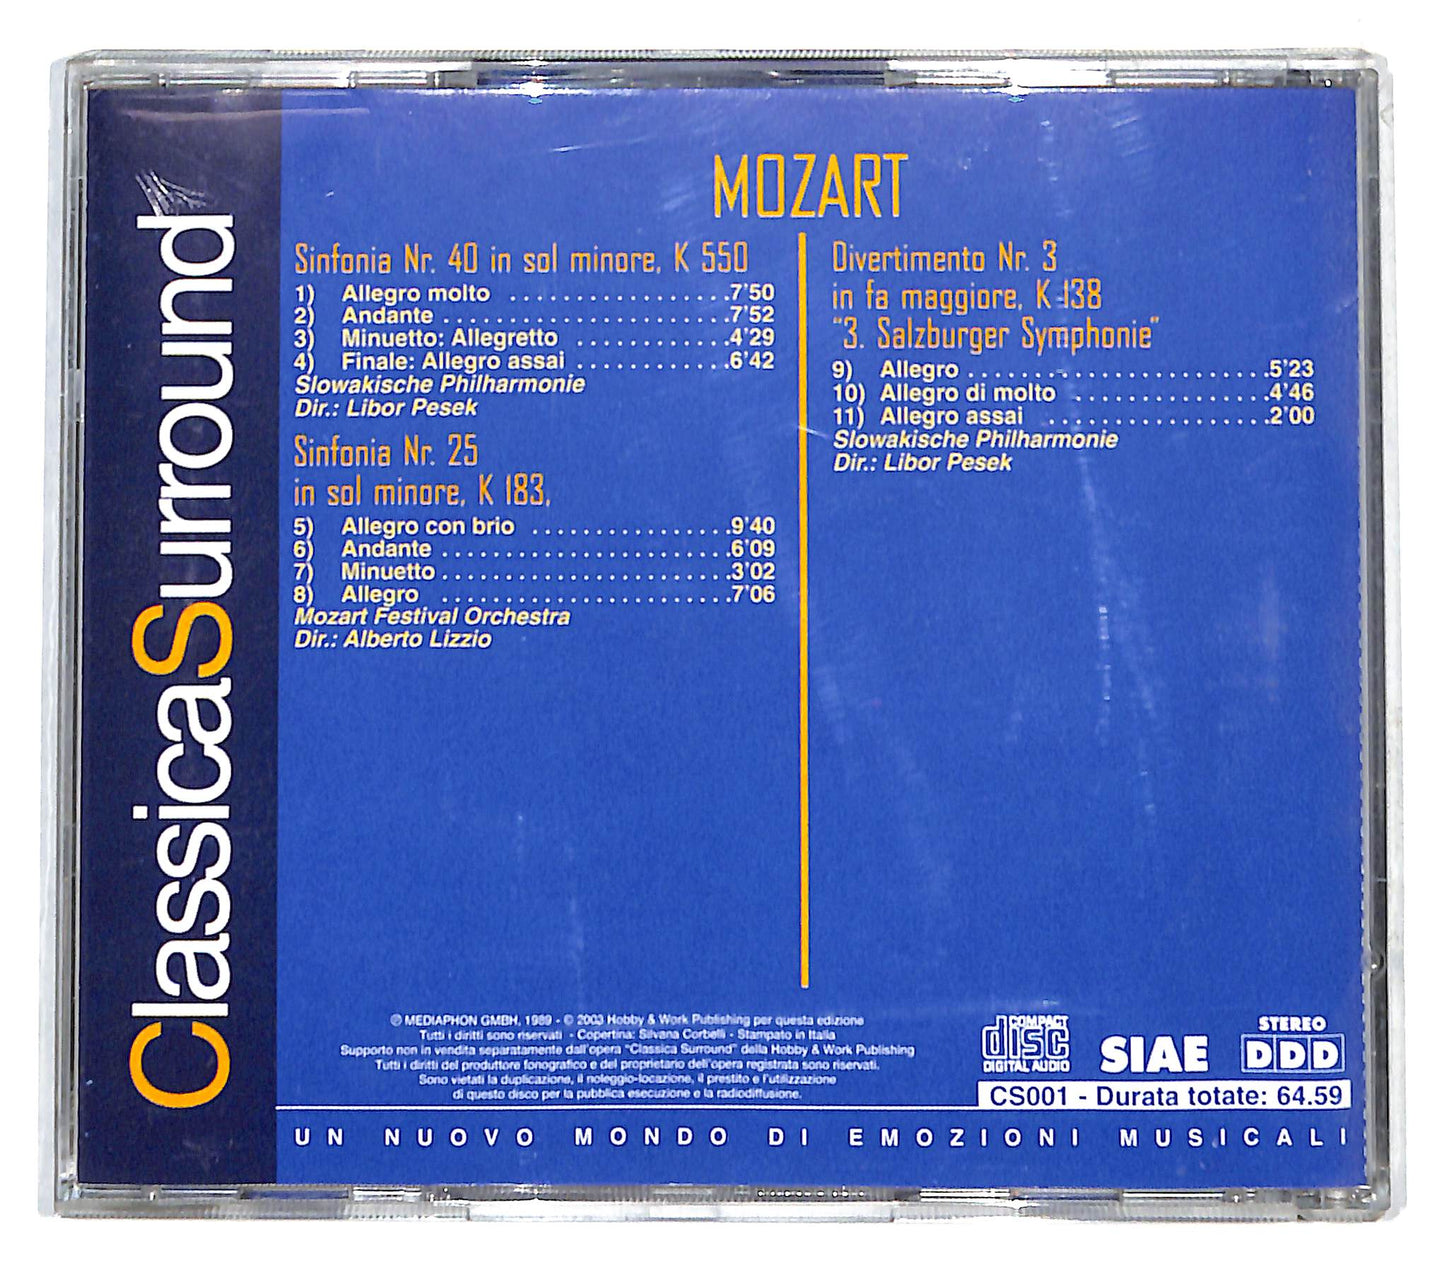 ClassicaSurround
MOZART
Sinfonia Nr. 40 in sol minore, K 550
1) Allegro molto ......................7'50
2) Andante ............................7'52
3) Minuetto: Allegretto ...............4'29
4) Finale: Allegro assai ..............6'42
Slowakische Philharmonie
Dir.: Libor Pesek
Sinfonia Nr. 25
in sol minore, K 183,
5) Allegro con brio ...................9'40
6) Andante ............................6'09
7) Minuetto ...........................3'02
8) Allegro ............................7'06
Mozart Festival Orchestra
Dir.: Alberto Lizzio
Divertimento Nr. 3
in fa maggiore, K 138
"3. Salzburger Symphonie"
9) Allegro ............................5'23
10) Allegro di molto ..................4'46
11) Allegro assai .....................2'00
Slowakische Philharmonie
Dir.: Libor Pesek
℗ MEDIAPHON GMBH, 1989 - © 2003 Hobby & Work Publishing per questa edizione
Tutti i diritti sono riservati - Copertina: Silvana Corbelli - Stampato in Italia
Supporto non in vendita separatamente dall'opera "Classica Surround" della Hobby & Work Publishing
Tutti i diritti del produttore fonografico e del proprietario dell'opera registrata sono riservati.
Sono vietati la duplicazione, il noleggio-locazione, il prestito e l'utilizzazione
di questo disco per la pubblica esecuzione e la radiodiffusione.
COMPACT
disc
DIGITAL AUDIO
SIAE
STEREO
DDD
CS001 - Durata totate: 64.59
UN NUOVO MONDO DI EMOZIONI MUSICALI